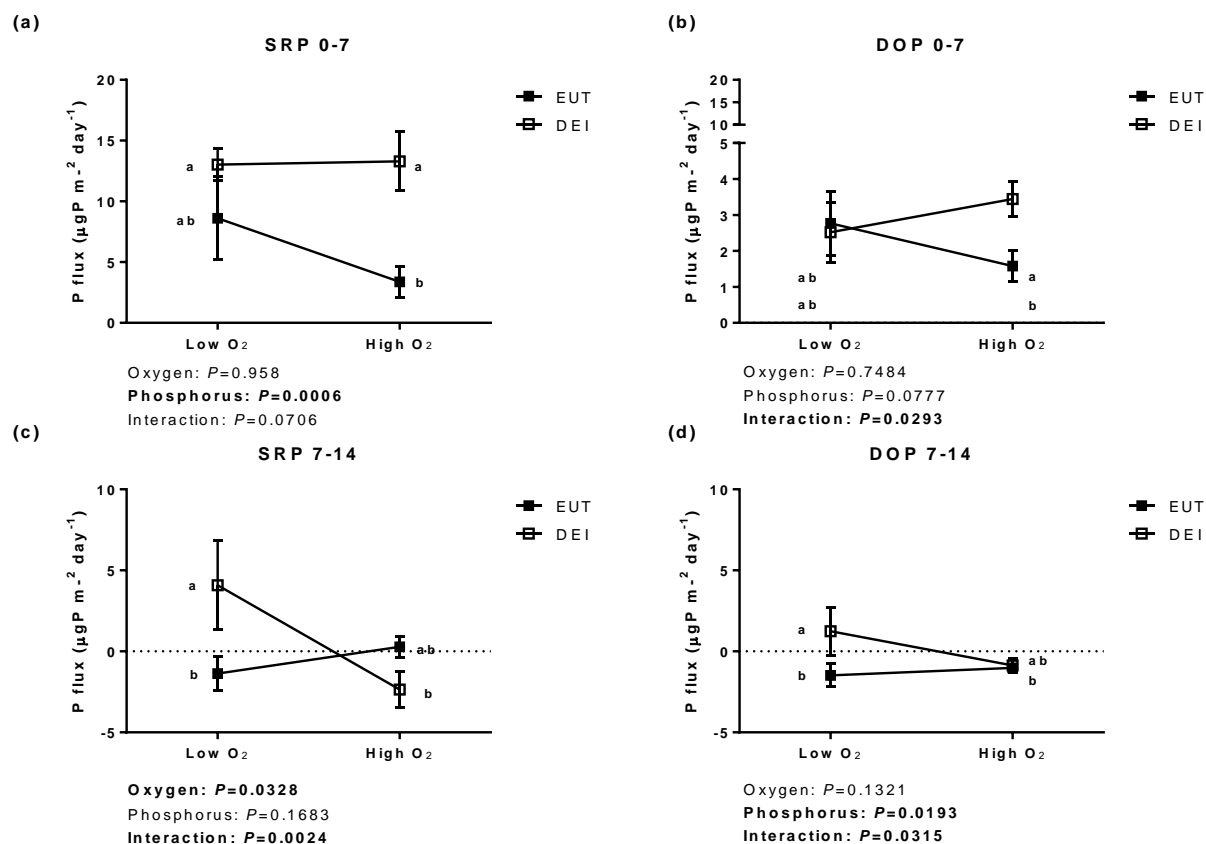 (a)
SRP 0-7
P flux (µgP m-² day⁻¹)
20
15
10
5
0
a
a
ab
b
Low O₂
High O₂
EUT
DEI
Oxygen: P=0.958
Phosphorus: P=0.0006
Interaction: P=0.0706
(b)
DOP 0-7
P flux (µgP m-² day⁻¹)
20
15
10
5
4
3
2
1
0
ab
a
ab
b
Low O₂
High O₂
EUT
DEI
Oxygen: P=0.7484
Phosphorus: P=0.0777
Interaction: P=0.0293
(c)
SRP 7-14
P flux (µgP m-² day⁻¹)
10
5
0
-5
a
ab
b
b
Low O₂
High O₂
EUT
DEI
Oxygen: P=0.0328
Phosphorus: P=0.1683
Interaction: P=0.0024
(d)
DOP 7-14
P flux (µgP m-² day⁻¹)
10
5
0
-5
a
ab
b
b
Low O₂
High O₂
EUT
DEI
Oxygen: P=0.1321
Phosphorus: P=0.0193
Interaction: P=0.0315